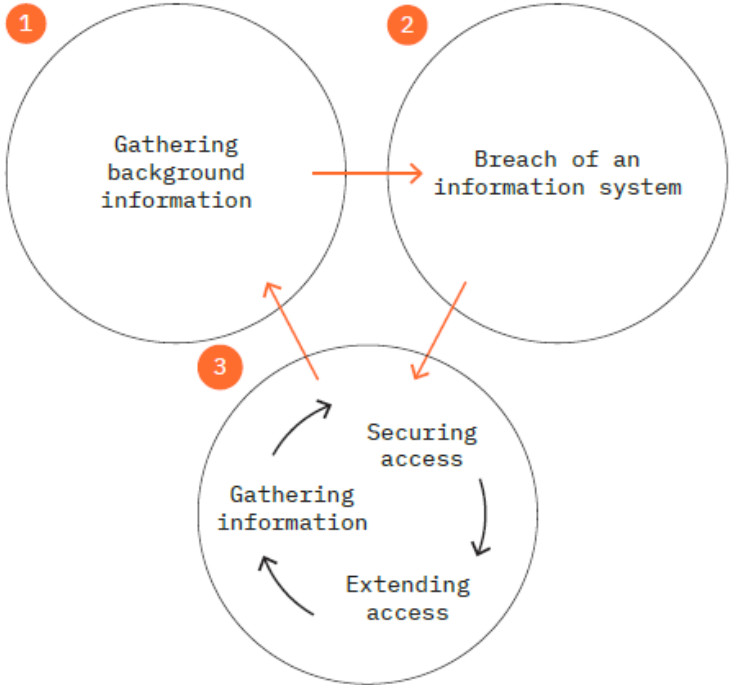 1
Gathering
background
information
2
Breach of an
information system
3
Securing
access
Gathering
information
Extending
access